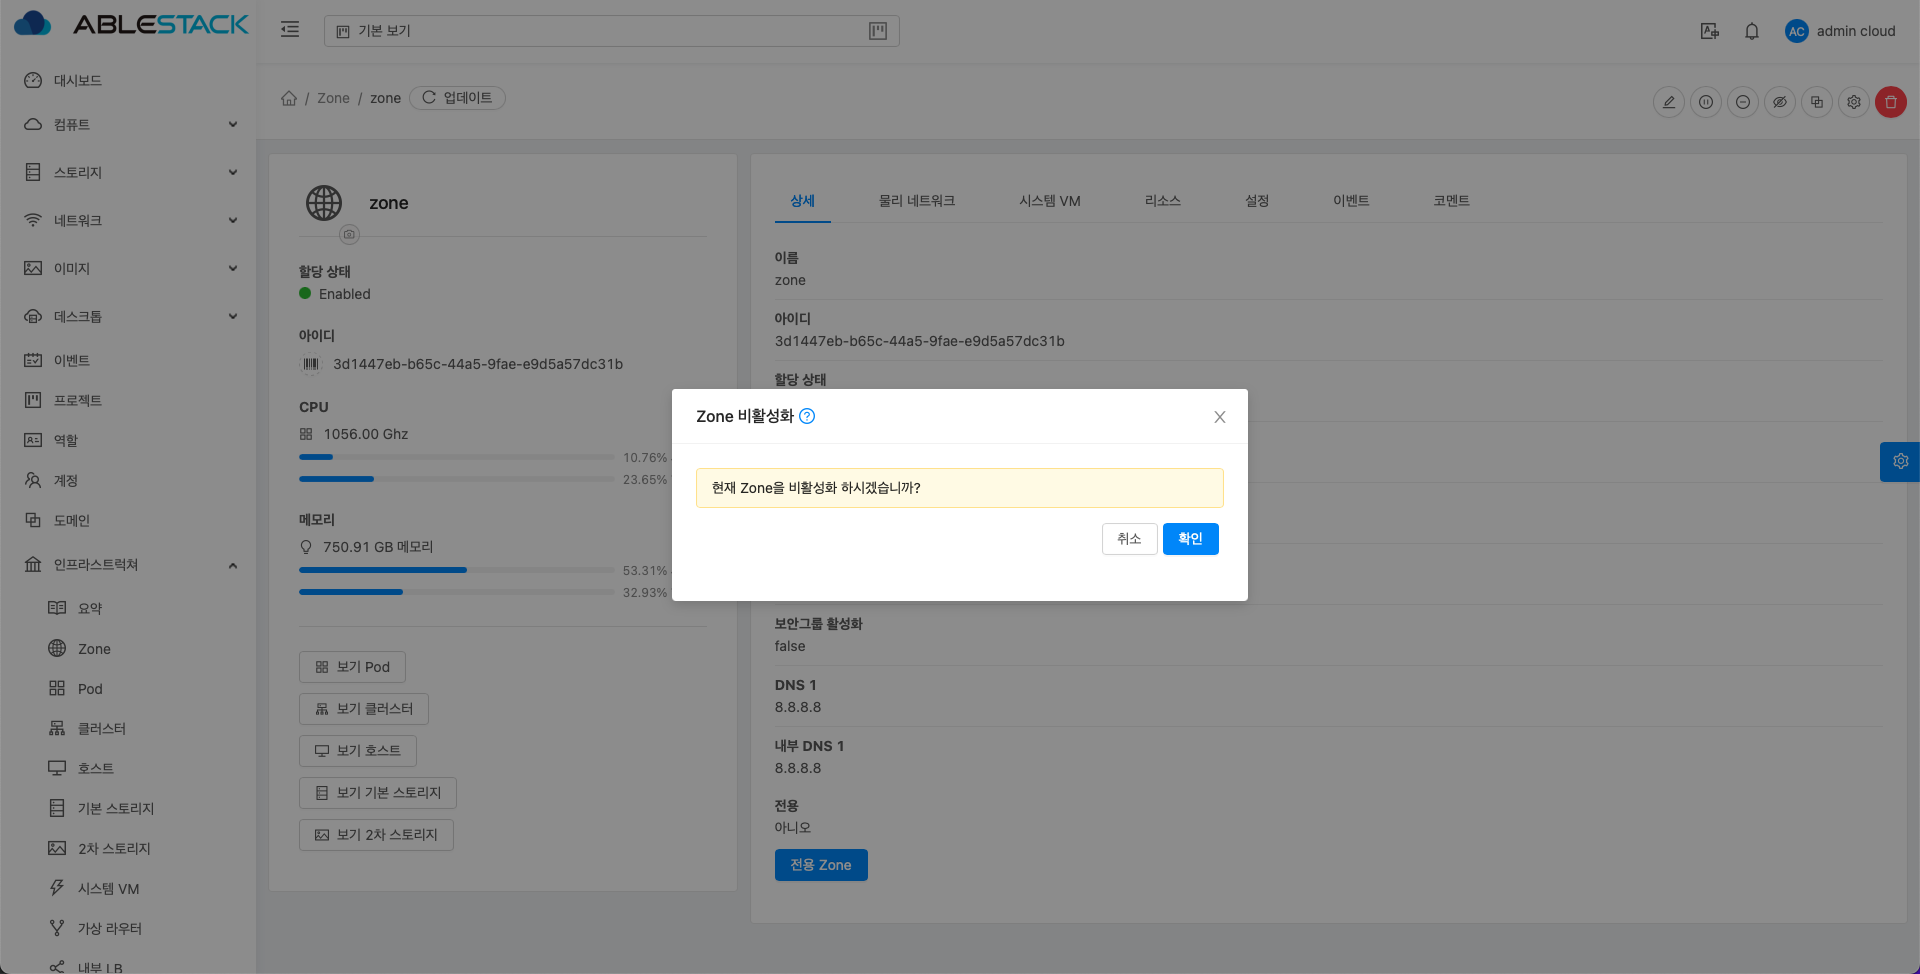 ABLESTACK
기본 보기
AC admin cloud
대시보드
컴퓨트
스토리지
네트워크
이미지
데스크톱
이벤트
프로젝트
역할
계정
도메인
인프라스트럭쳐
요약
Zone
Pod
클러스터
호스트
기본 스토리지
2차 스토리지
시스템 VM
가상 라우터
내부 LB
/ Zone / zone 업데이트
zone
할당 상태
Enabled
아이디
3d1447eb-b65c-44a5-9fae-e9d5a57dc31b
CPU
1056.00 Ghz
10.76%
23.65%
메모리
750.91 GB 메모리
53.31%
32.93%
보기 Pod
보기 클러스터
보기 호스트
보기 기본 스토리지
보기 2차 스토리지
상세 물리 네트워크 시스템 VM 리소스 설정 이벤트 코멘트
이름
zone
아이디
3d1447eb-b65c-44a5-9fae-e9d5a57dc31b
할당 상태
Zone 비활성화
현재 Zone을 비활성화 하시겠습니까?
취소 확인
보안그룹 활성화
false
DNS 1
8.8.8.8
내부 DNS 1
8.8.8.8
전용
아니오
전용 Zone